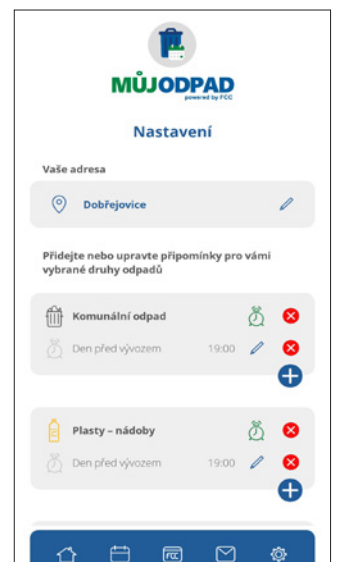 MŮJODPAD
powered by FCC
Nastavení
Vaše adresa
Dobřejovice
Přidejte nebo upravte připomínky pro vámi
vybrané druhy odpadů
Komunální odpad
Den před vývozem 19:00
Plasty – nádoby
Den před vývozem 19:00
FCC